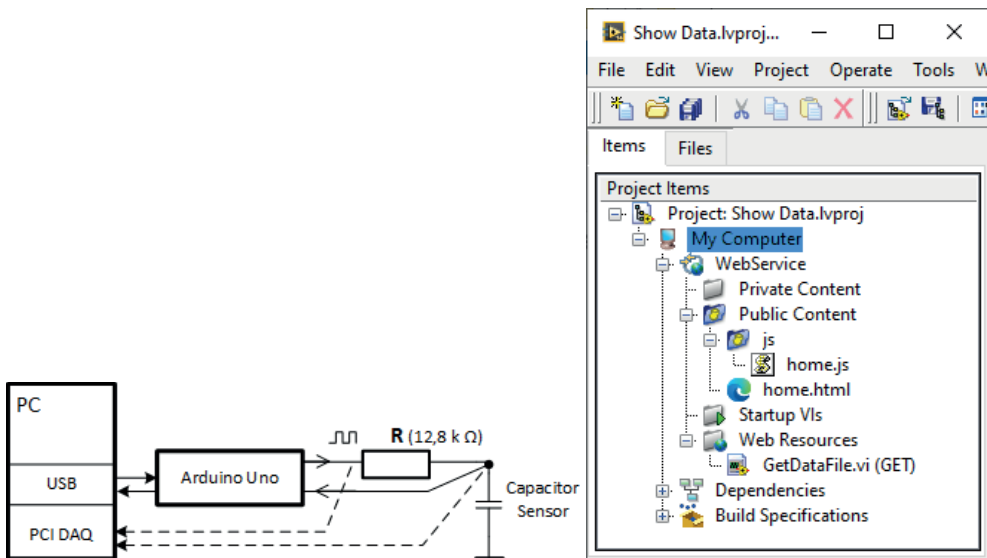 PC
USB
PCI DAQ
Arduino Uno
R (12,8 k Ω)
Capacitor
Sensor
Show Data.lvproj...
File Edit View Project Operate Tools W
Items Files
Project Items
Project: Show Data.lvproj
My Computer
WebService
Private Content
Public Content
js
home.js
home.html
Startup VIs
Web Resources
GetDataFile.vi (GET)
Dependencies
Build Specifications